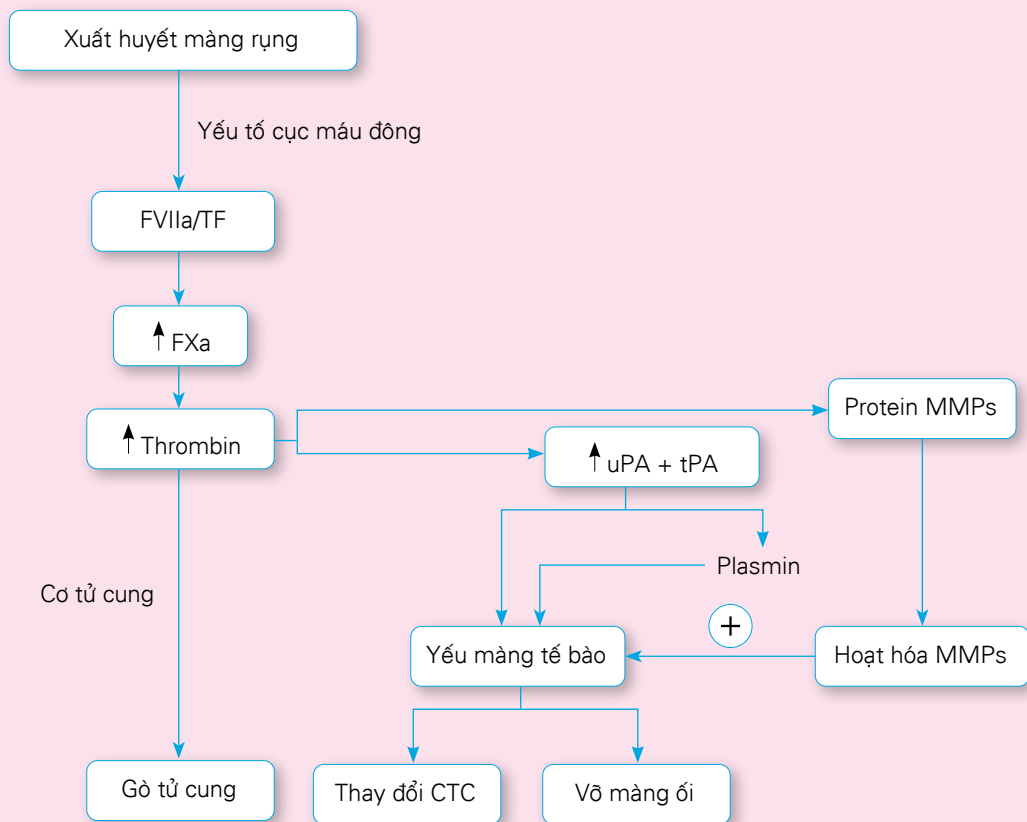 Xuất huyết màng rụng
Yếu tố cục máu đông
FVIIa/TF
FXa
Thrombin
Protein MMPs
uPA + tPA
Plasmin
Cơ tử cung
+
Yếu màng tế bào
Hoạt hóa MMPs
Gò tử cung
Thay đổi CTC
Vỡ màng ối